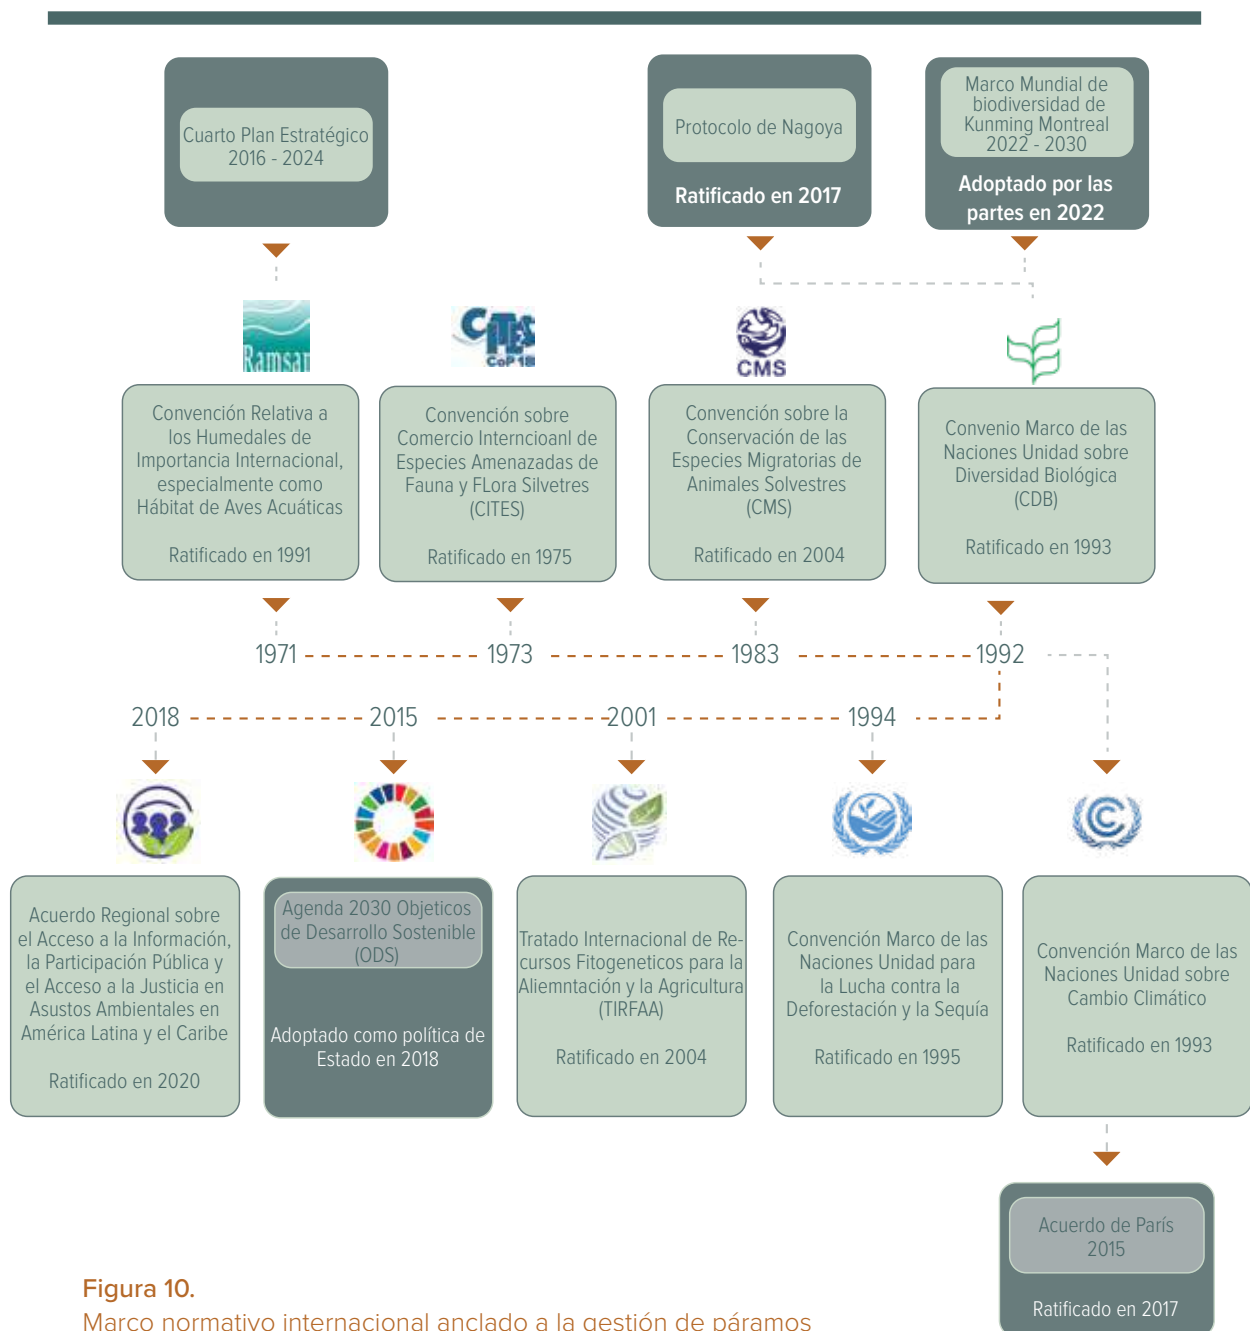 Cuarto Plan Estratégico
2016 - 2024
Protocolo de Nagoya
Ratificado en 2017
Marco Mundial de
biodiversidad de
Kunming Montreal
2022 - 2030
Adoptado por las
partes en 2022
Ramsar
CiTES
CoP 18
CMS
Convención Relativa a
los Humedales de
Importancia Internacional,
especialmente como
Hábitat de Aves Acuáticas
Ratificado en 1991
Convención sobre
Comercio Interncioanl de
Especies Amenazadas de
Fauna y FLora Silvetres
(CITES)
Ratificado en 1975
Convención sobre la
Conservación de las
Especies Migratorias de
Animales Solvestres
(CMS)
Ratificado en 2004
Convenio Marco de las
Naciones Unidad sobre
Diversidad Biológica
(CDB)
Ratificado en 1993
1971
1973
1983
1992
2018
2015
2001
1994
Acuerdo Regional sobre
el Acceso a la Información,
la Participación Pública y
el Acceso a la Justicia en
Asustos Ambientales en
América Latina y el Caribe
Ratificado en 2020
Agenda 2030 Objeticos
de Desarrollo Sostenible
(ODS)
Adoptado como política de
Estado en 2018
Tratado Internacional de Re-
cursos Fitogeneticos para la
Aliemntación y la Agricultura
(TIRFAA)
Ratificado en 2004
Convención Marco de las
Naciones Unidad para
la Lucha contra la
Deforestación y la Sequía
Ratificado en 1995
Convención Marco de las
Naciones Unidad sobre
Cambio Climático
Ratificado en 1993
Acuerdo de París
2015
Ratificado en 2017
Figura 10.
Marco normativo internacional anclado a la gestión de páramos